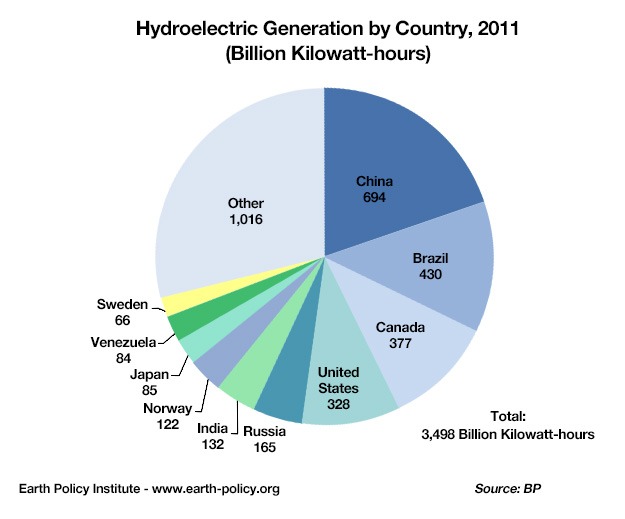 Hydroelectric Generation by Country, 2011
(Billion Kilowatt-hours)
China
694
Brazil
430
Canada
377
United
States
328
Russia
165
India
132
Norway
122
Japan
85
Venezuela
84
Sweden
66
Other
1,016
Total:
3,498 Billion Kilowatt-hours
Earth Policy Institute - www.earth-policy.org
Source: BP